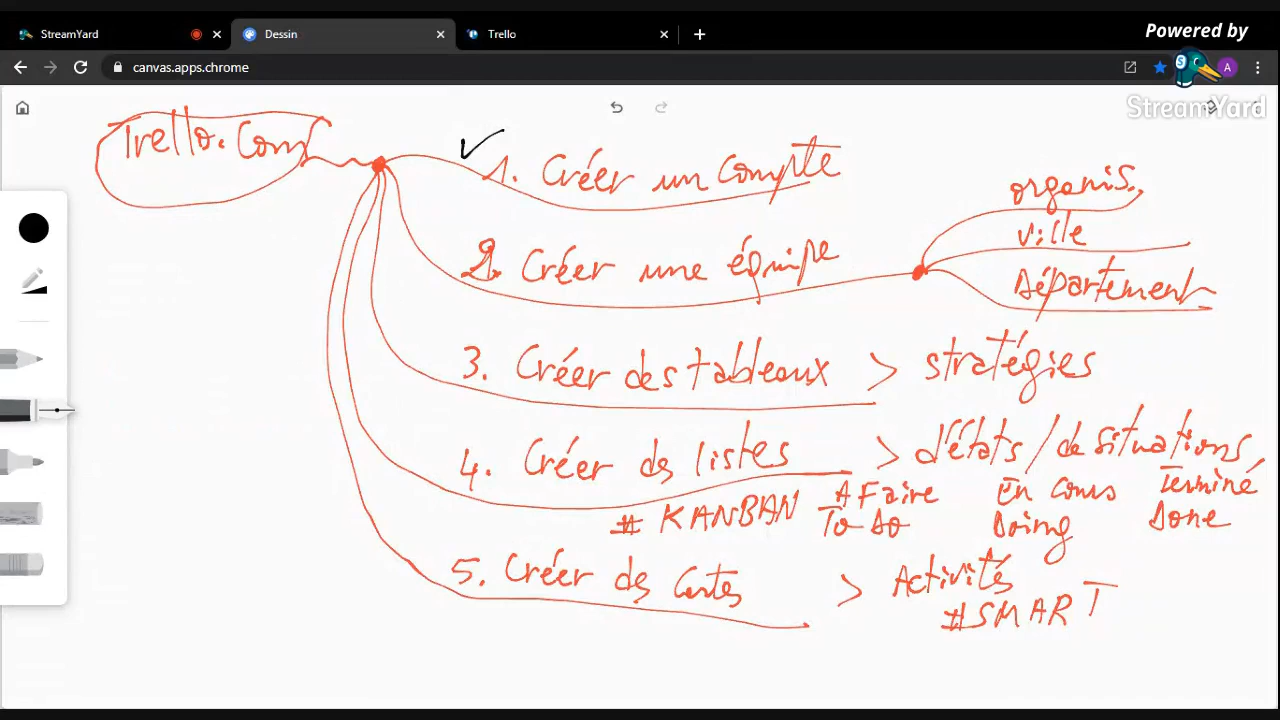 Powered by
StreamYard
Dessin
Trello
canvas.apps.chrome
A
StreamYard
Trello.Com
1. Créer un compte
organis.
ville
2. Créer une équipe
Département
3. Créer des tableaux > stratégies
4. Créer des listes > d'états / de situations
# KANBAN A Faire En cours Terminé
To-do Doing Done
5. Créer des Cartes > Activités
#SMART